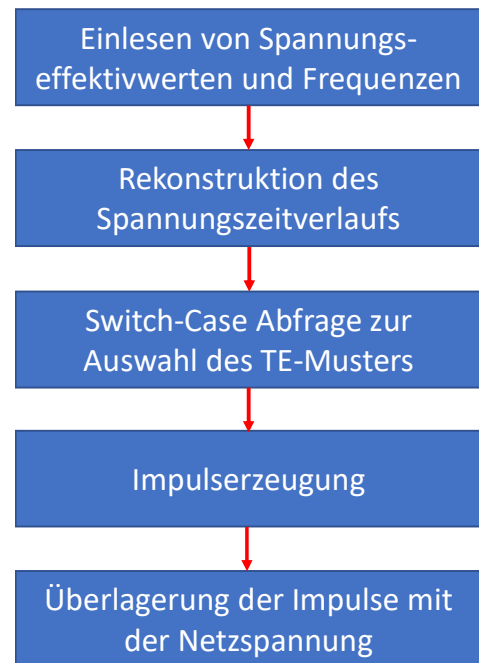 Einlesen von Spannungs-
effektivwerten und Frequenzen
Rekonstruktion des
Spannungszeitverlaufs
Switch-Case Abfrage zur
Auswahl des TE-Musters
Impulserzeugung
Überlagerung der Impulse mit
der Netzspannung